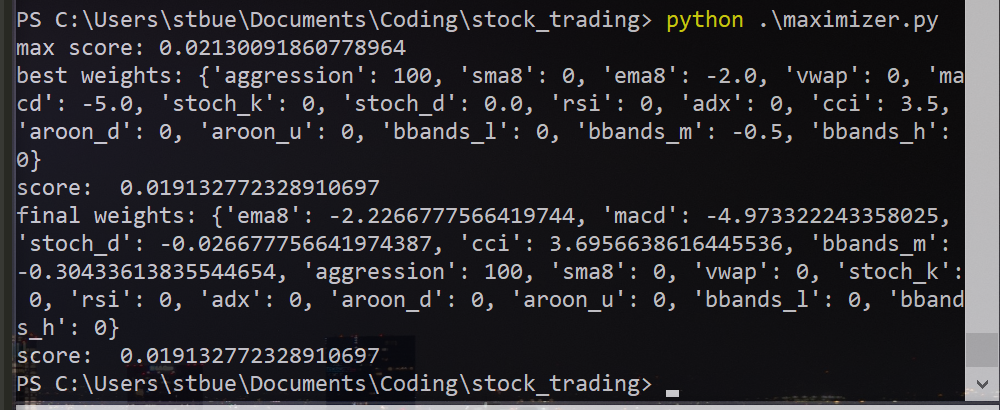 PS C:\Users\stbue\Documents\Coding\stock_trading> python .\maximizer.py
max score: 0.02130091860778964
best weights: {'aggression': 100, 'sma8': 0, 'ema8': -2.0, 'vwap': 0, 'ma
cd': -5.0, 'stoch_k': 0, 'stoch_d': 0.0, 'rsi': 0, 'adx': 0, 'cci': 3.5,
'aroon_d': 0, 'aroon_u': 0, 'bbands_l': 0, 'bbands_m': -0.5, 'bbands_h':
0}
score:  0.019132772328910697
final weights: {'ema8': -2.2266777566419744, 'macd': -4.973322243358025,
'stoch_d': -0.026677756641974387, 'cci': 3.6956638616445536, 'bbands_m':
-0.30433613835544654, 'aggression': 100, 'sma8': 0, 'vwap': 0, 'stoch_k':
 0, 'rsi': 0, 'adx': 0, 'aroon_d': 0, 'aroon_u': 0, 'bbands_l': 0, 'bband
s_h': 0}
score:  0.019132772328910697
PS C:\Users\stbue\Documents\Coding\stock_trading>